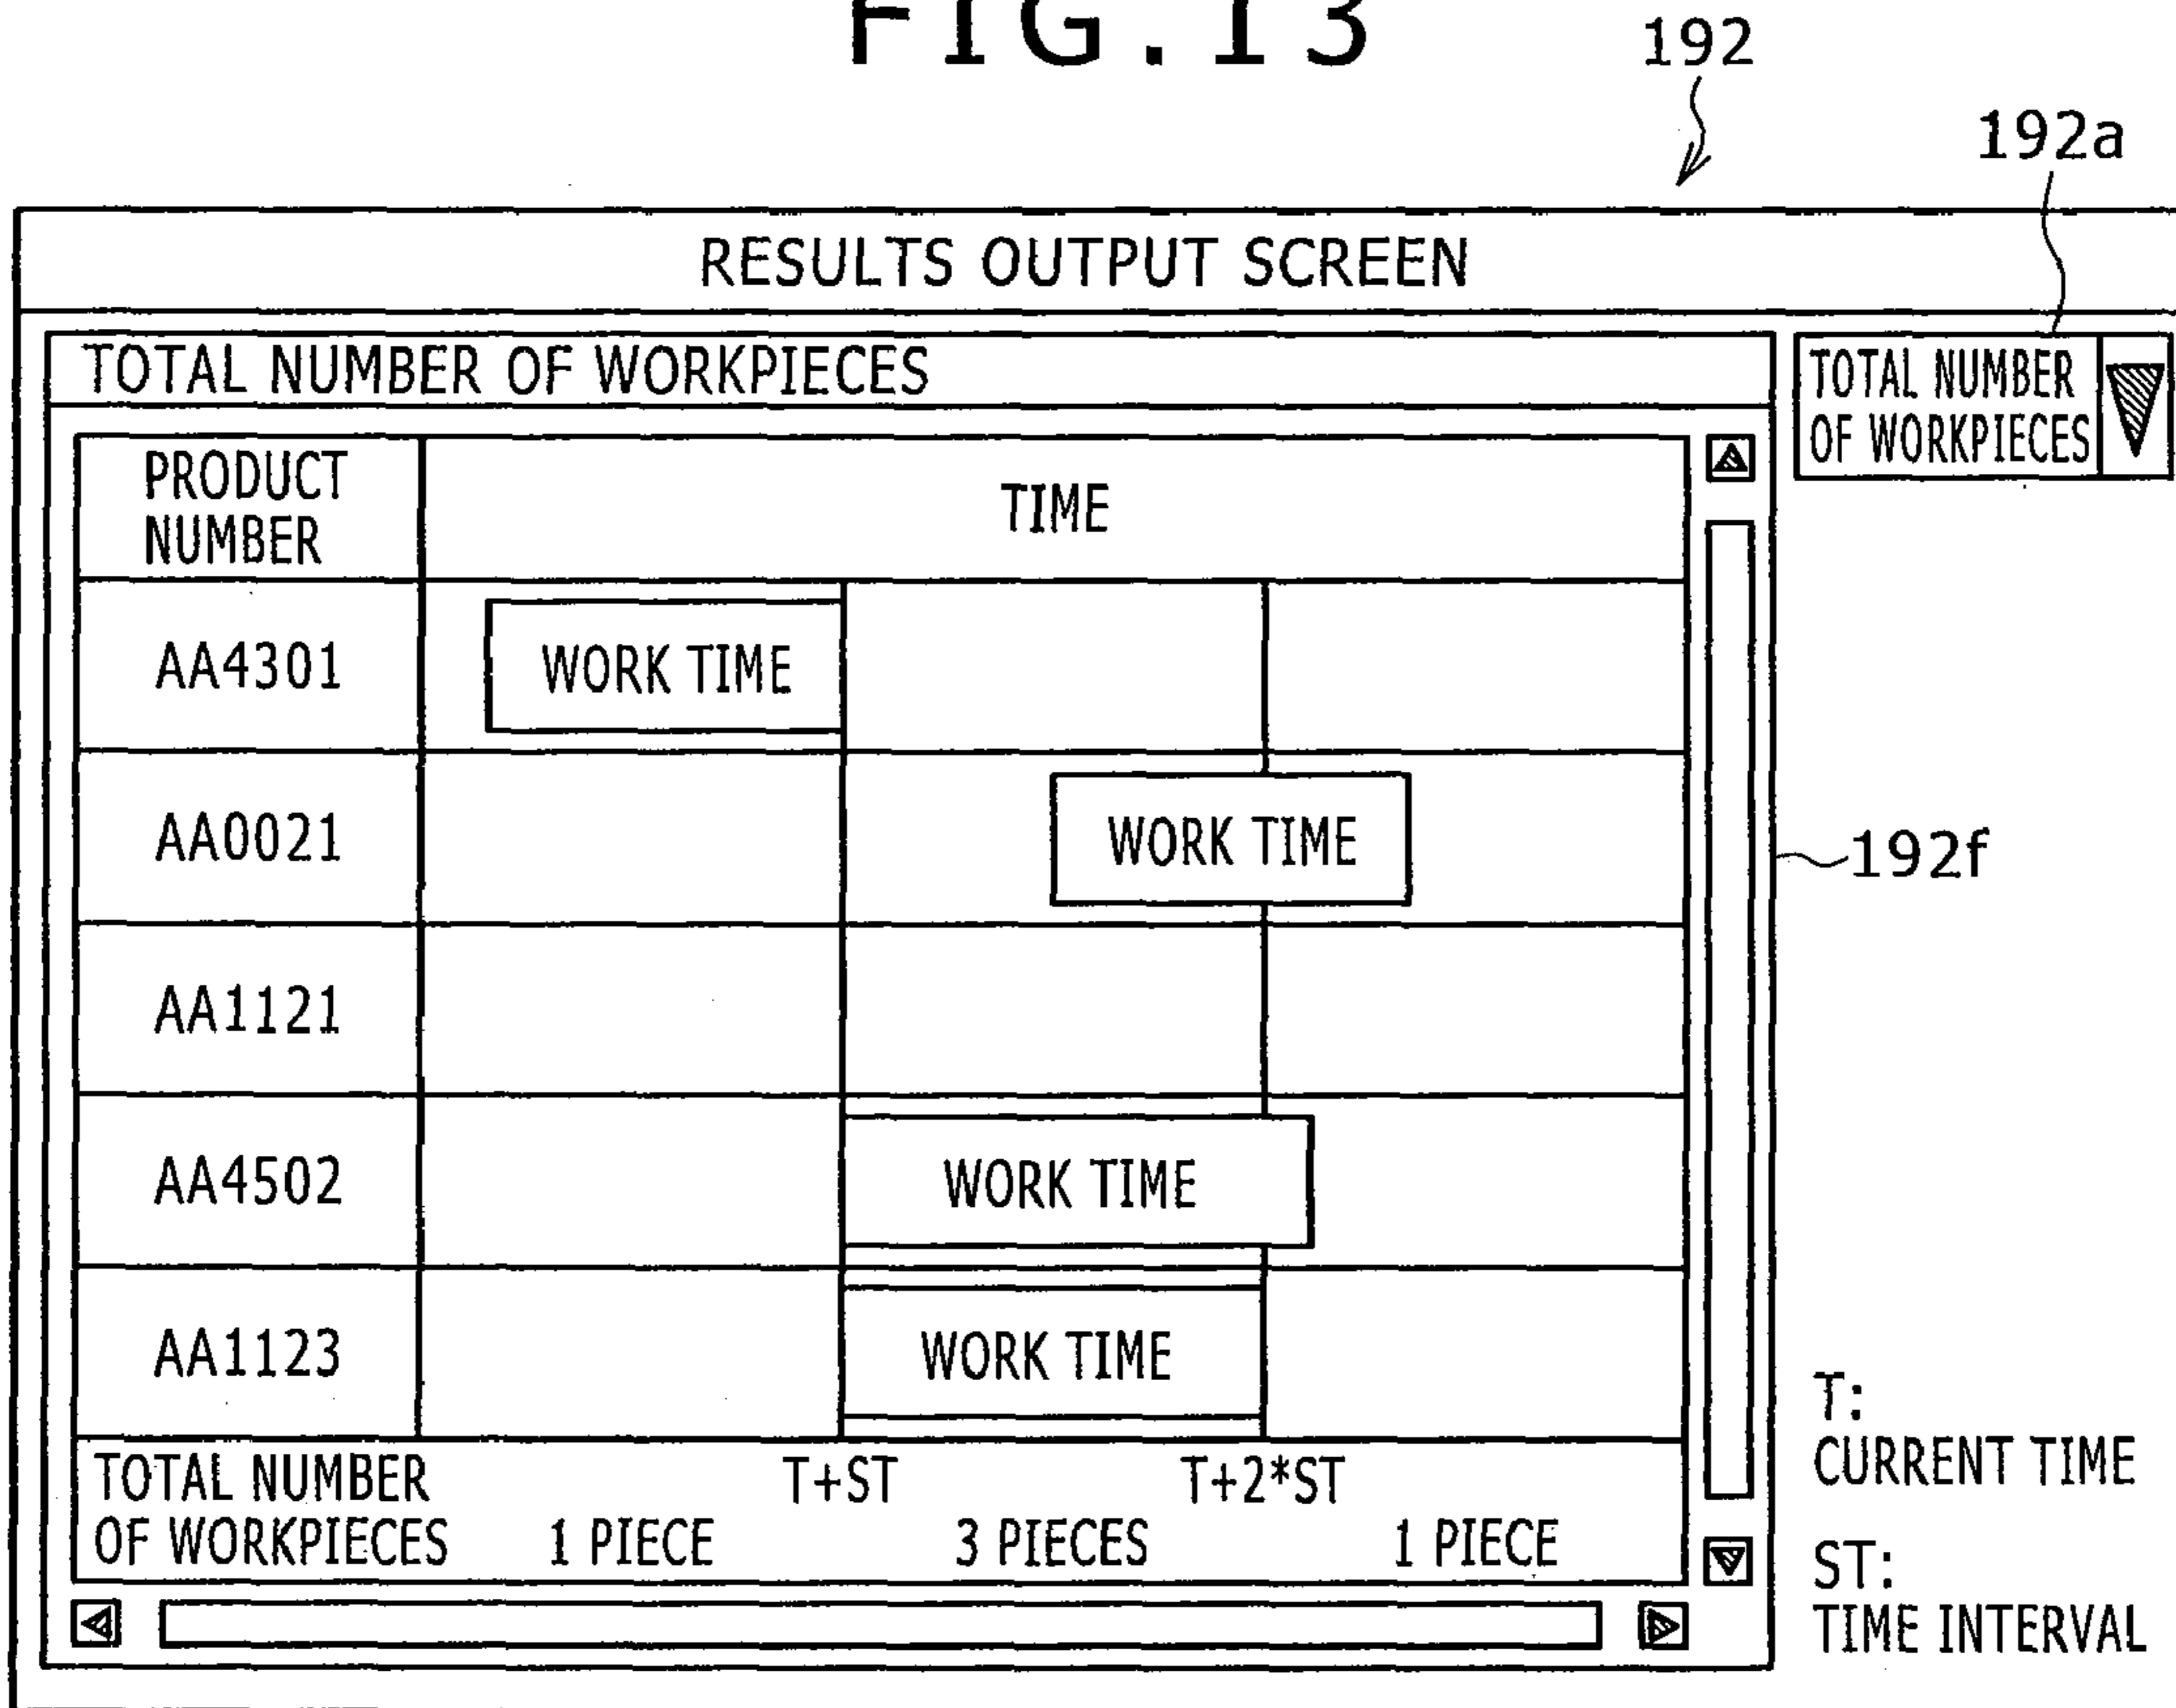 FIG.13
192
192a
RESULTS OUTPUT SCREEN
TOTAL NUMBER OF WORKPIECES
TOTAL NUMBER
OF WORKPIECES
PRODUCT
NUMBER
TIME
AA4301
WORK TIME
AA0021
WORK TIME
192f
AA1121
AA4502
WORK TIME
AA1123
WORK TIME
TOTAL NUMBER
OF WORKPIECES
T+ST
T+2*ST
1 PIECE
3 PIECES
1 PIECE
T:
CURRENT TIME
ST:
TIME INTERVAL